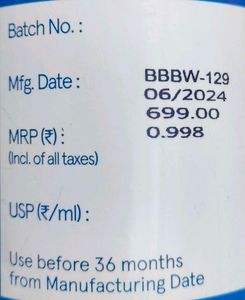 Batch No. :
BBBW-129
Mfg. Date :
06/2024
699.00
MRP (₹) :
0.998
(Incl. of all taxes)
USP (₹/ml) :
Use before 36 months
from Manufacturing Date